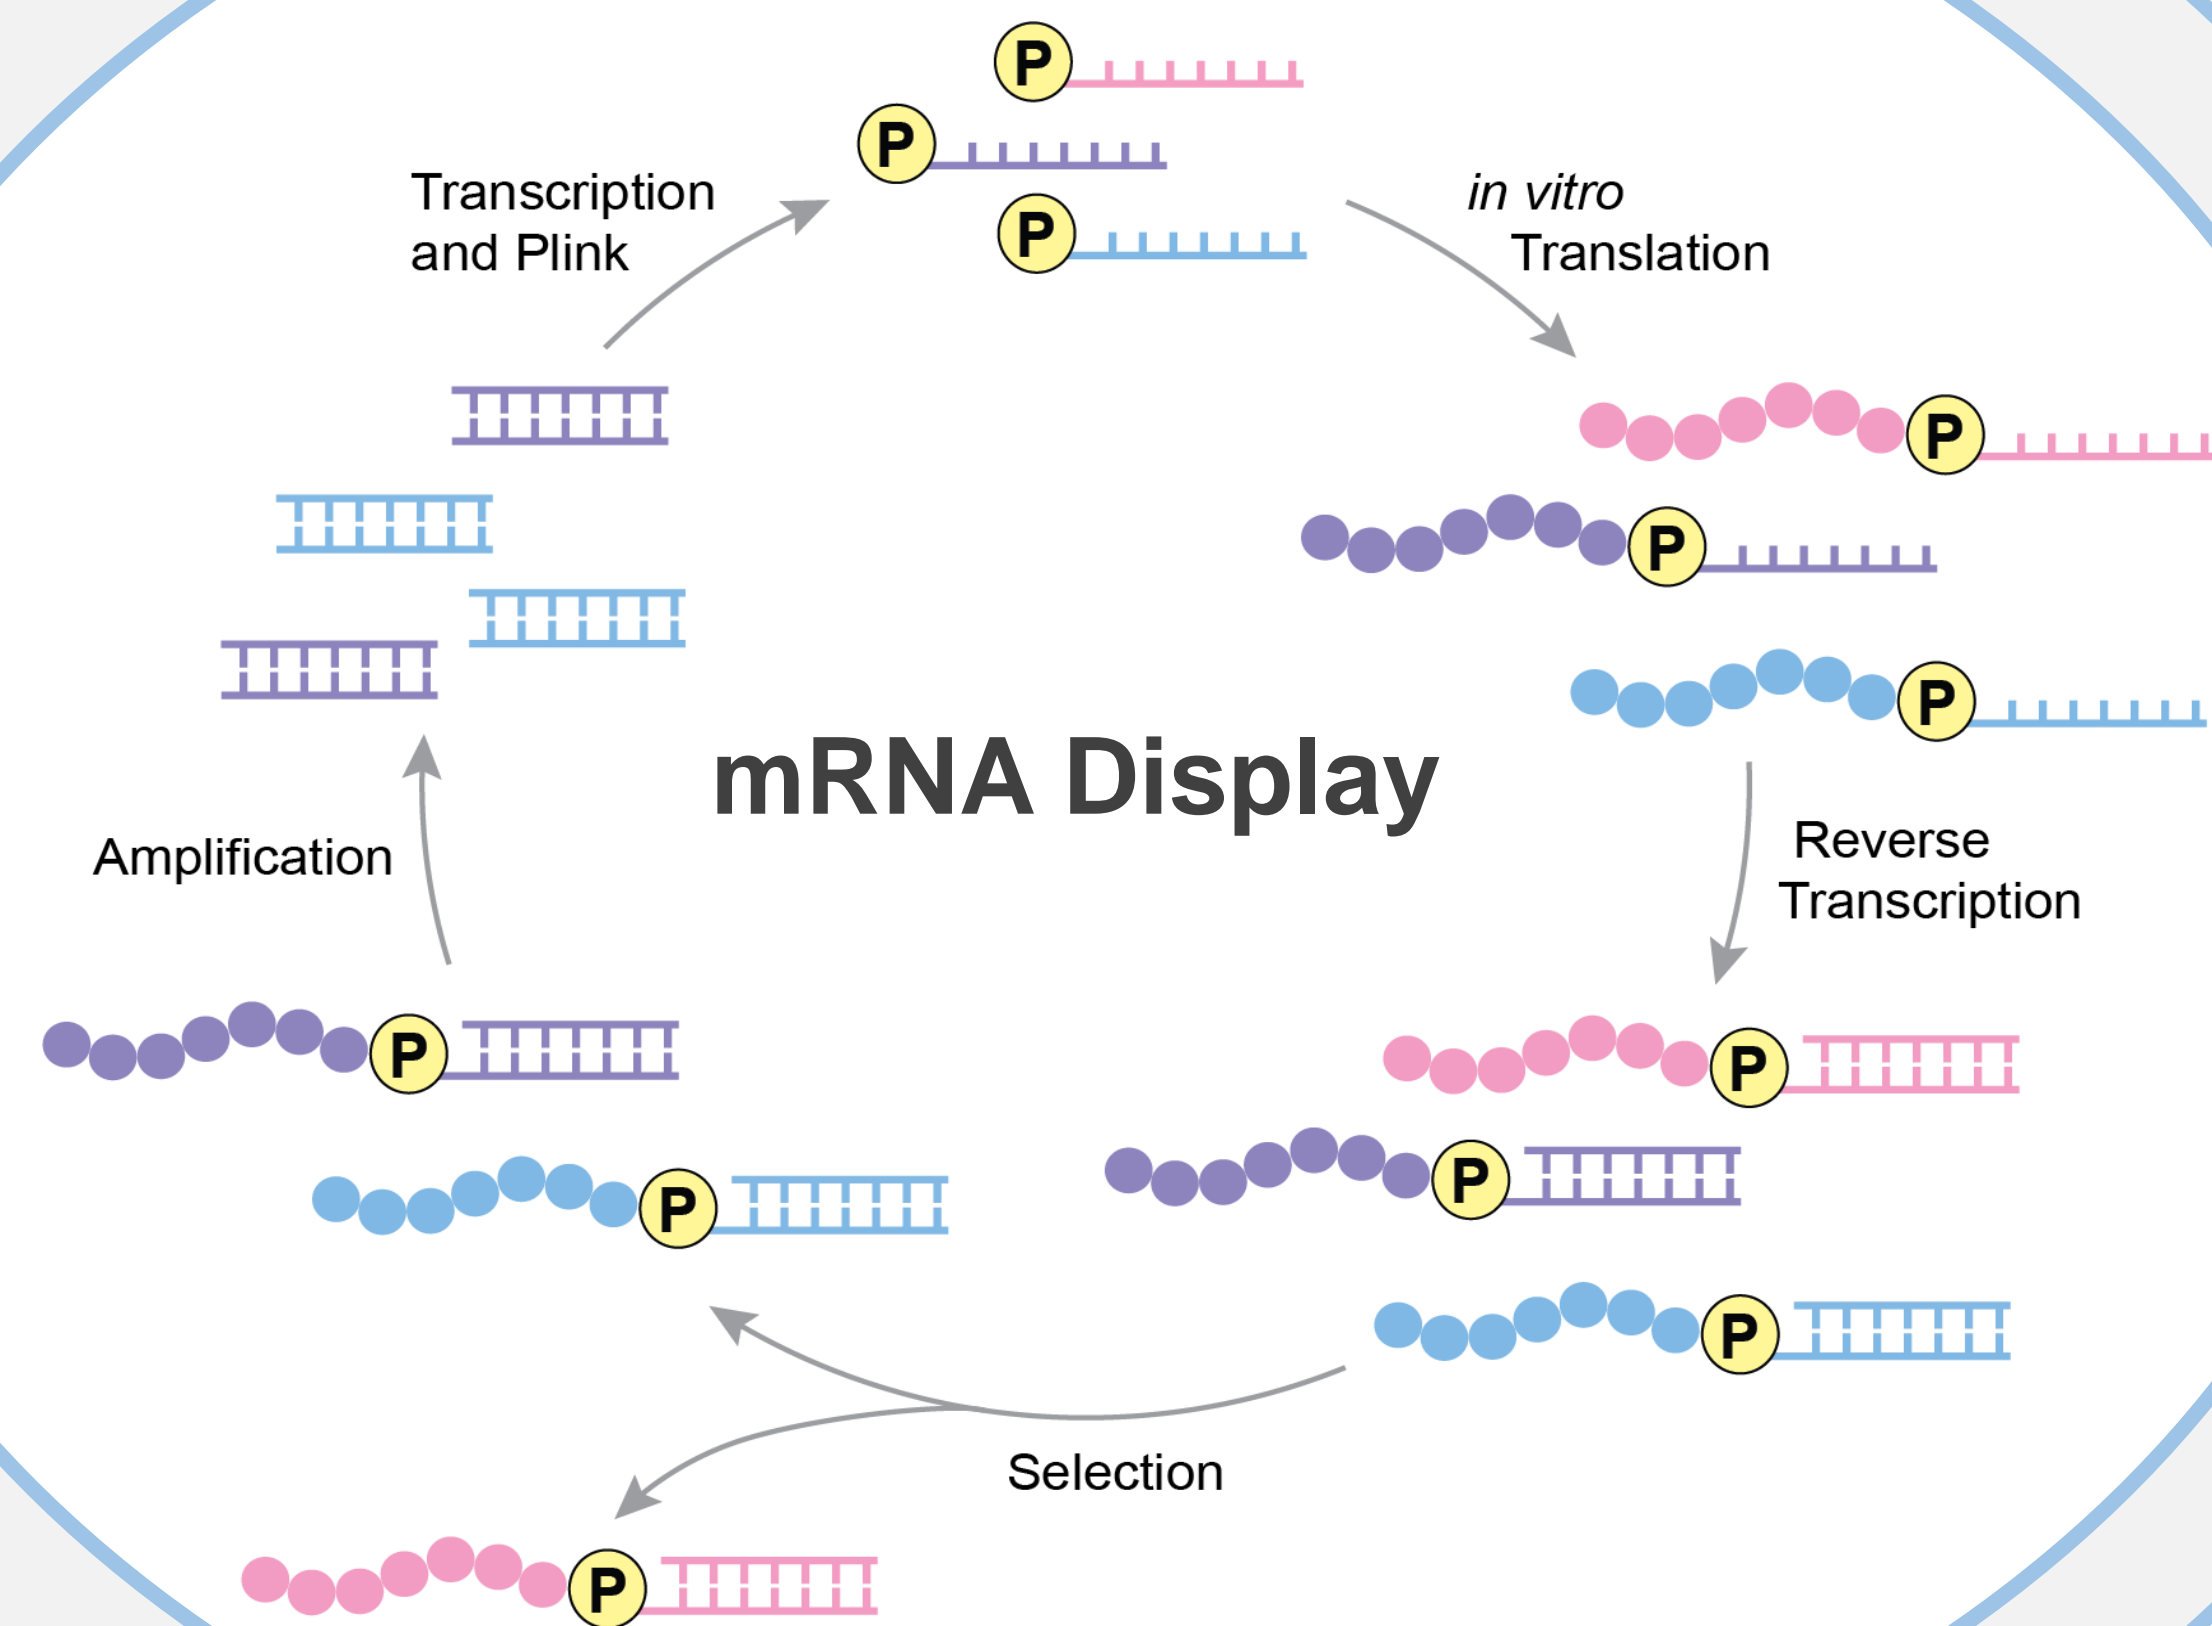 P
P
P
Transcription
and Plink
in vitro
Translation
P
P
P
mRNA Display
Amplification
Reverse
Transcription
P
P
P
P
P
Selection
P